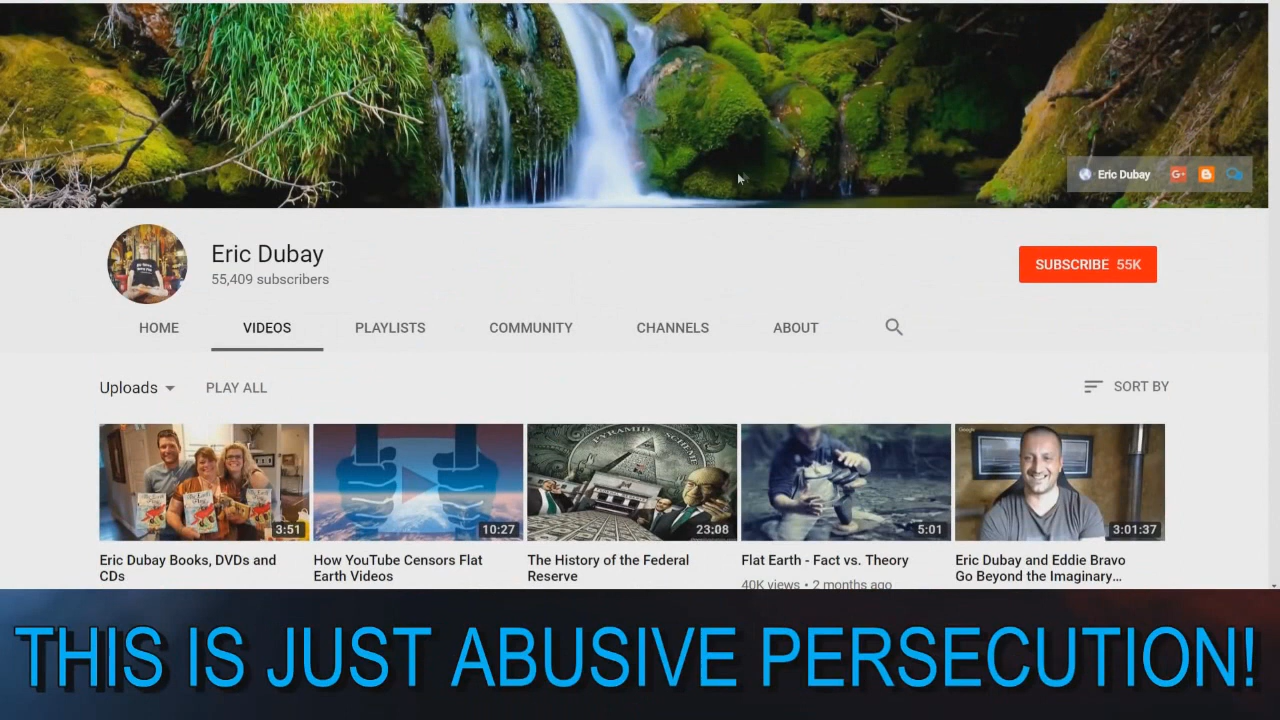 Eric Dubay
Eric Dubay
55,409 subscribers
SUBSCRIBE 55K
HOME VIDEOS PLAYLISTS COMMUNITY CHANNELS ABOUT
Uploads PLAY ALL SORT BY
PYRAMID SCHEME
Google
3:51 10:27 23:08 5:01 3:01:37
Eric Dubay Books, DVDs and
CDs
How YouTube Censors Flat
Earth Videos
The History of the Federal
Reserve
Flat Earth - Fact vs. Theory
40K views • 2 months ago
Eric Dubay and Eddie Bravo
Go Beyond the Imaginary...
THIS IS JUST ABUSIVE PERSECUTION!